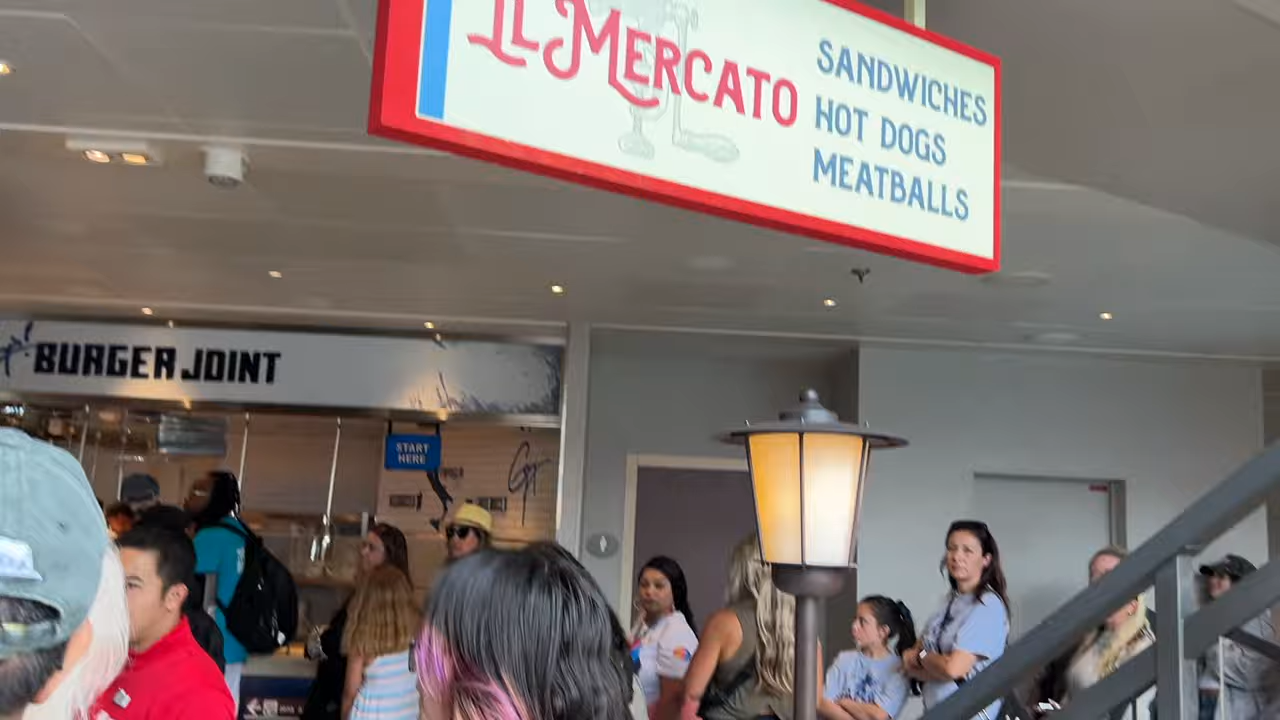 IL MERCATO
SANDWICHES
HOT DOGS
MEATBALLS
BURGER JOINT
START
HERE